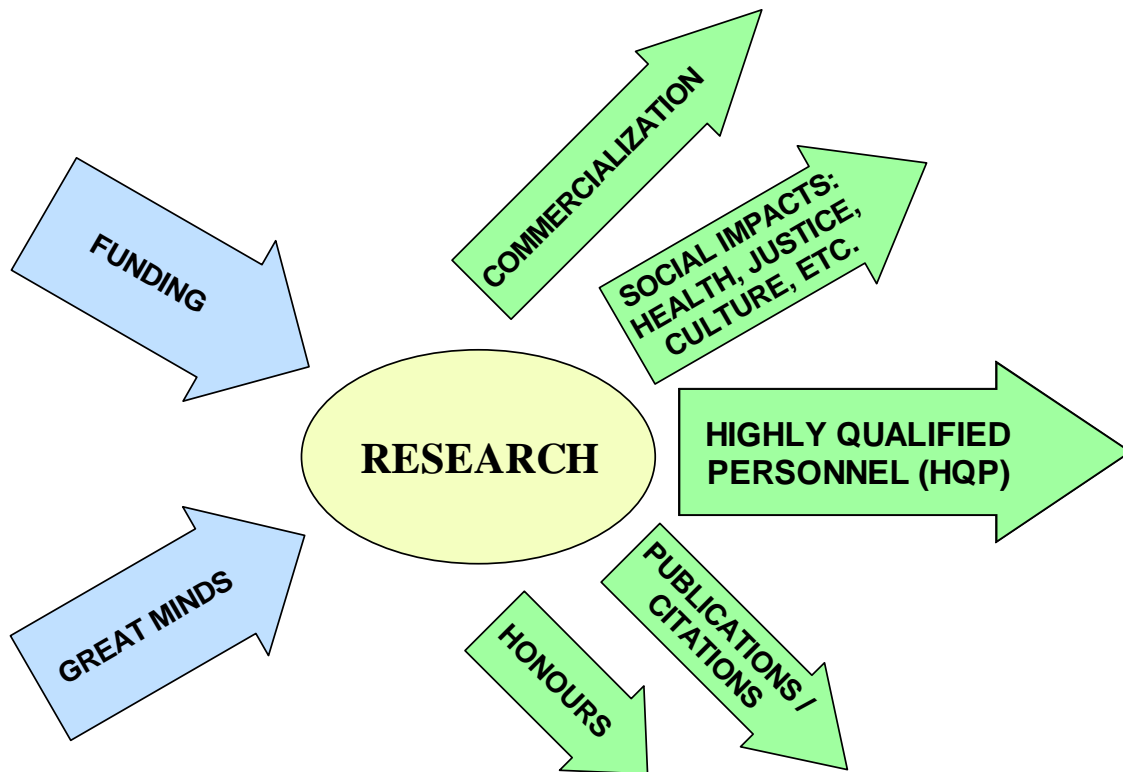 COMMERCIALIZATION
SOCIAL IMPACTS:
HEALTH, JUSTICE,
CULTURE, ETC.
FUNDING
RESEARCH
HIGHLY QUALIFIED
PERSONNEL (HQP)
GREAT MINDS
PUBLICATIONS /
CITATIONS
HONOURS